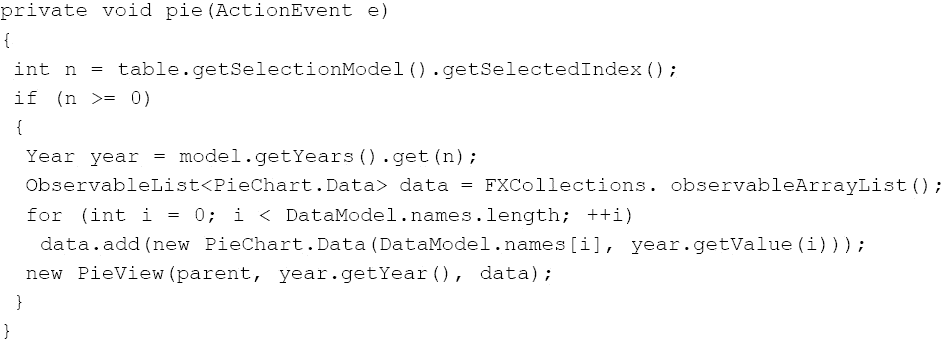 private void pie(ActionEvent e)
{
 int n = table.getSelectionModel().getSelectedIndex();
 if (n >= 0)
 {
  Year year = model.getYears().get(n);
  ObservableList<PieChart.Data> data = FXCollections. observableArrayList();
  for (int i = 0; i < DataModel.names.length; ++i)
   data.add(new PieChart.Data(DataModel.names[i], year.getValue(i)));
  new PieView(parent, year.getYear(), data);
 }
}